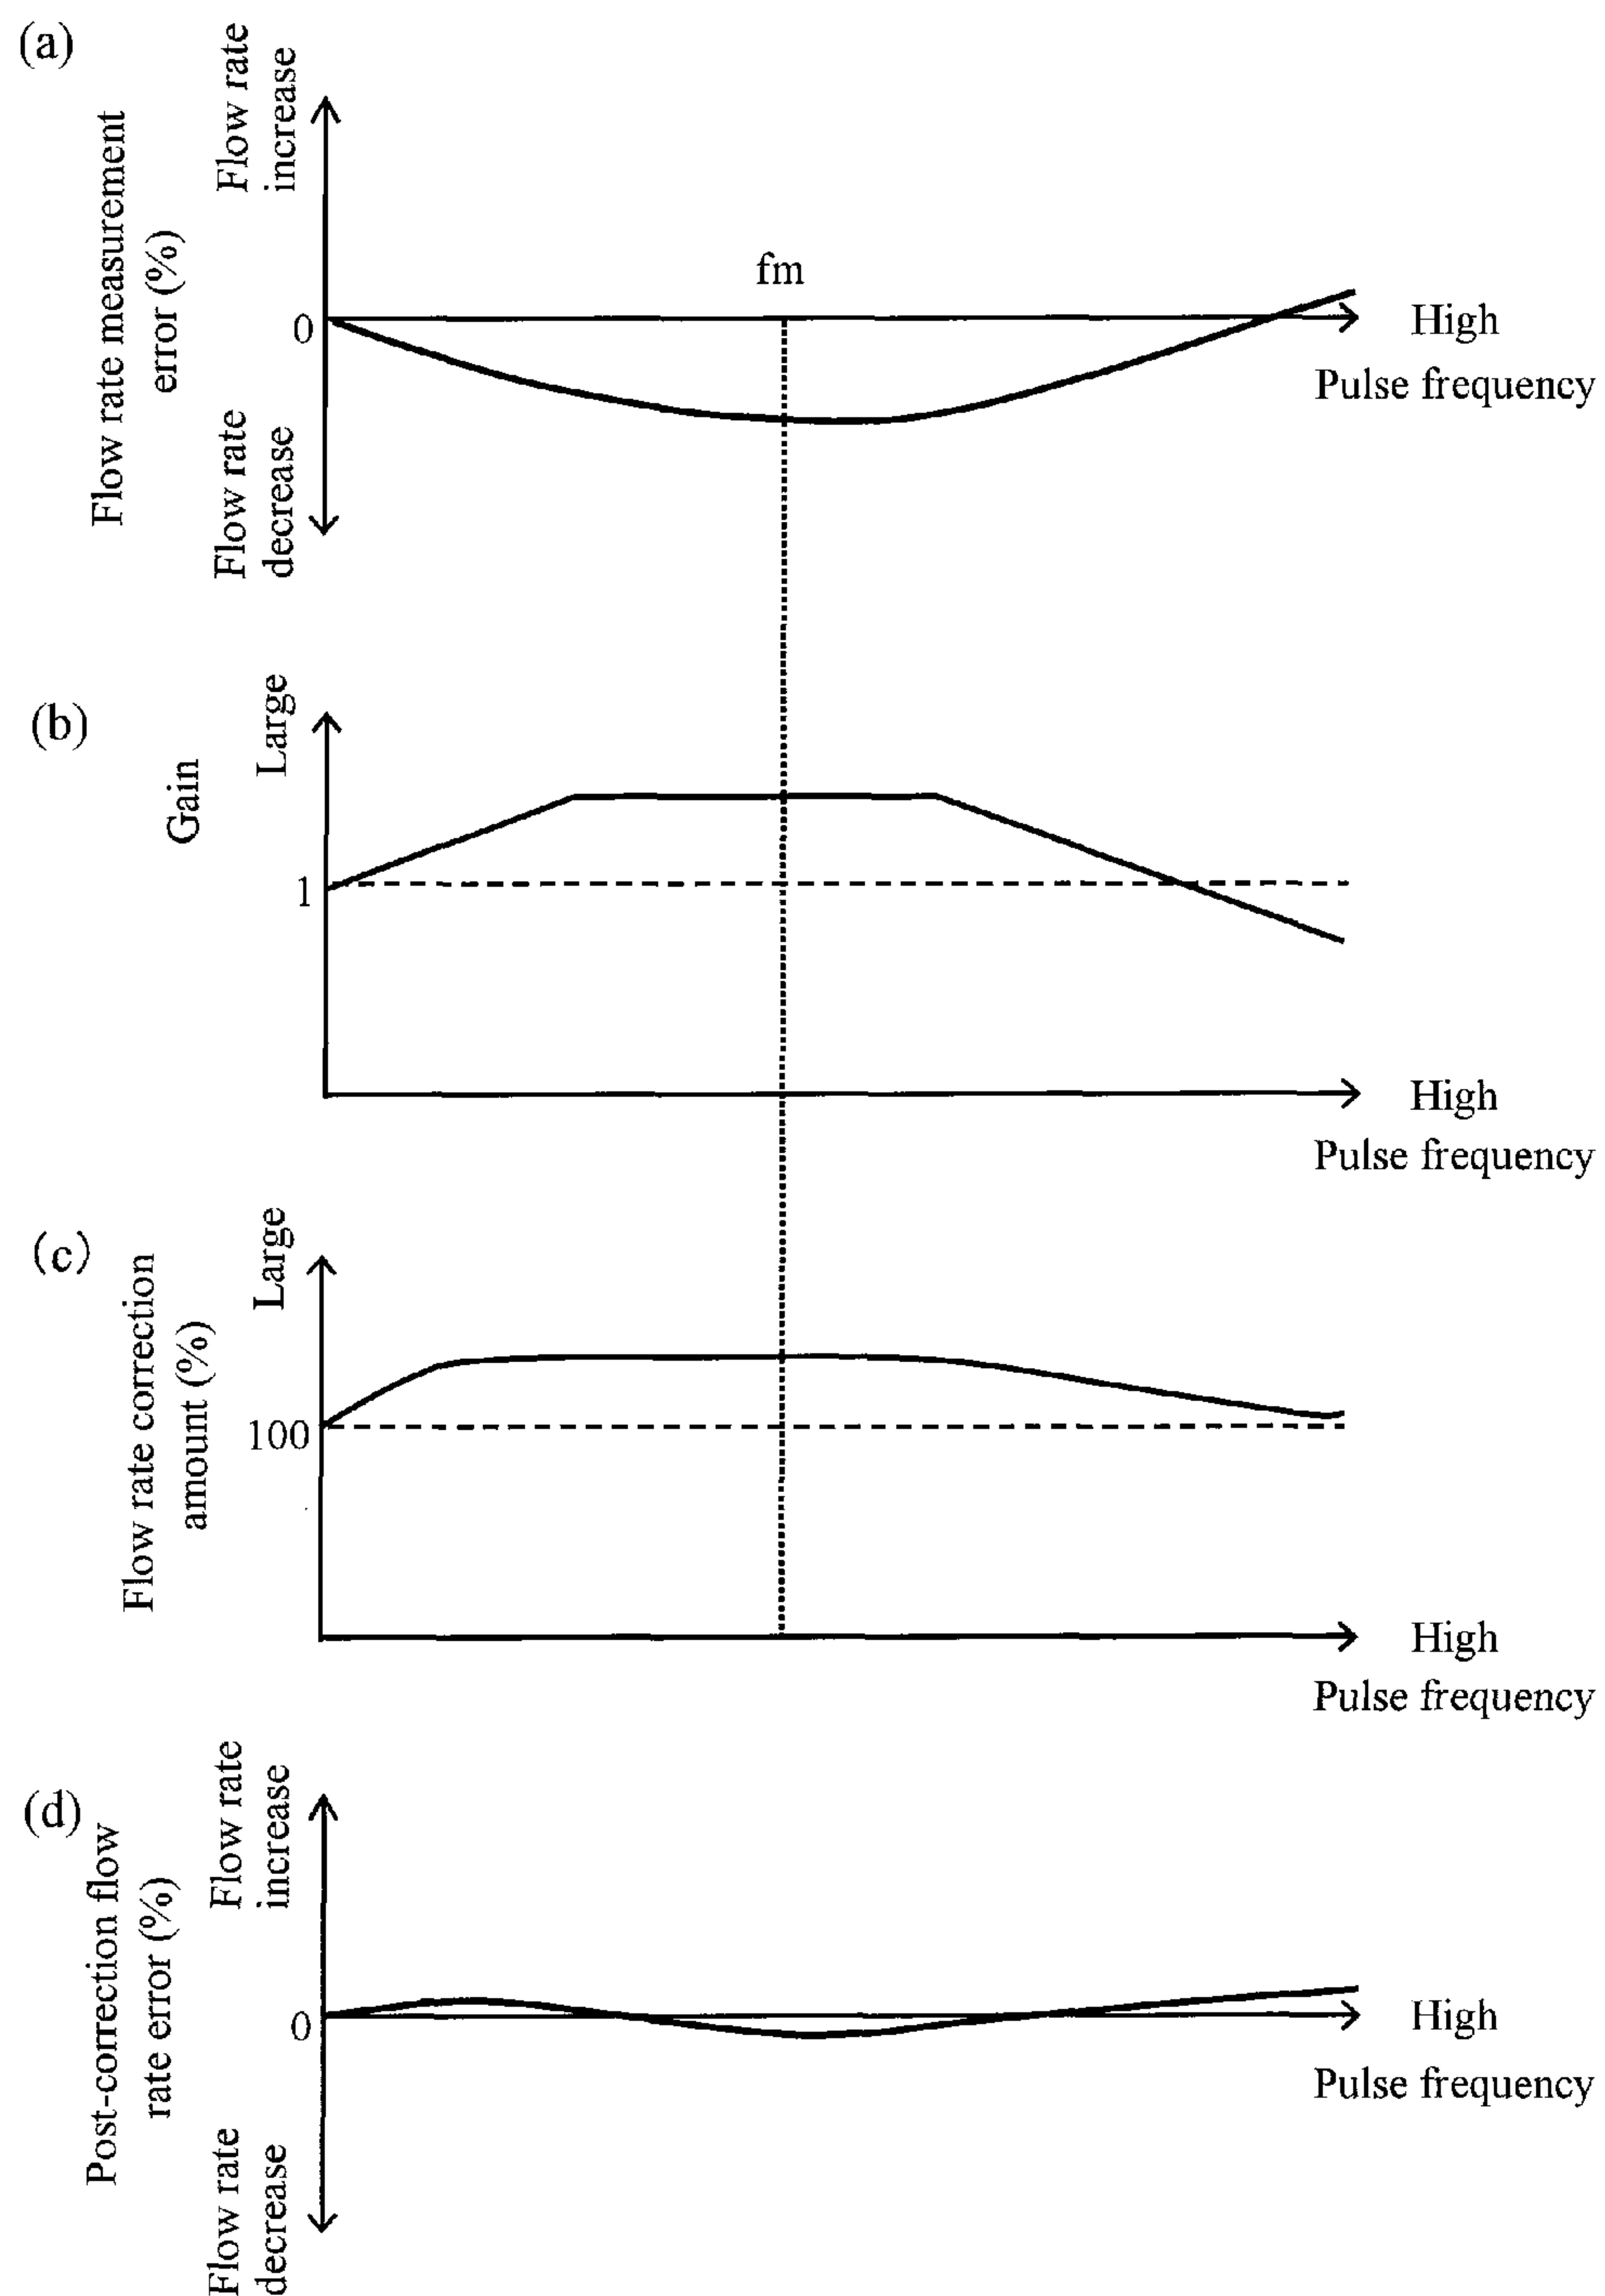 (a)
Flow rate measurement
error (%)
Flow rate
increase
Flow rate
decrease
0
fm
High
Pulse frequency
(b)
Gain
Large
1
High
Pulse frequency
(c)
Flow rate correction
amount (%)
Large
100
High
Pulse frequency
(d)
Post-correction flow
rate error (%)
Flow rate
increase
Flow rate
decrease
0
High
Pulse frequency